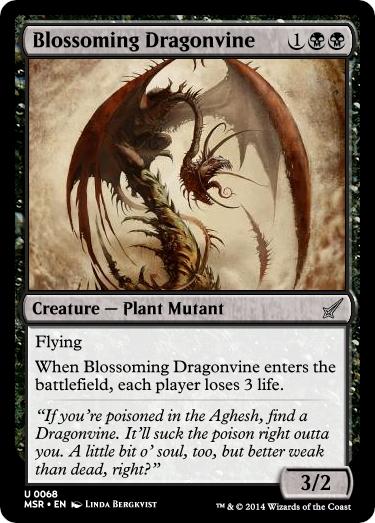 Blossoming Dragonvine 1
Creature — Plant Mutant
Flying
When Blossoming Dragonvine enters the
battlefield, each player loses 3 life.
“If you're poisoned in the Aghesh, find a
Dragonvine. It'll suck the poison right outta
you. A little bit o' soul, too, but better weak
than dead, right?”
3/2
U 0068
MSR • EN LINDA BERGKVIST
™ & © 2014 Wizards of the Coast